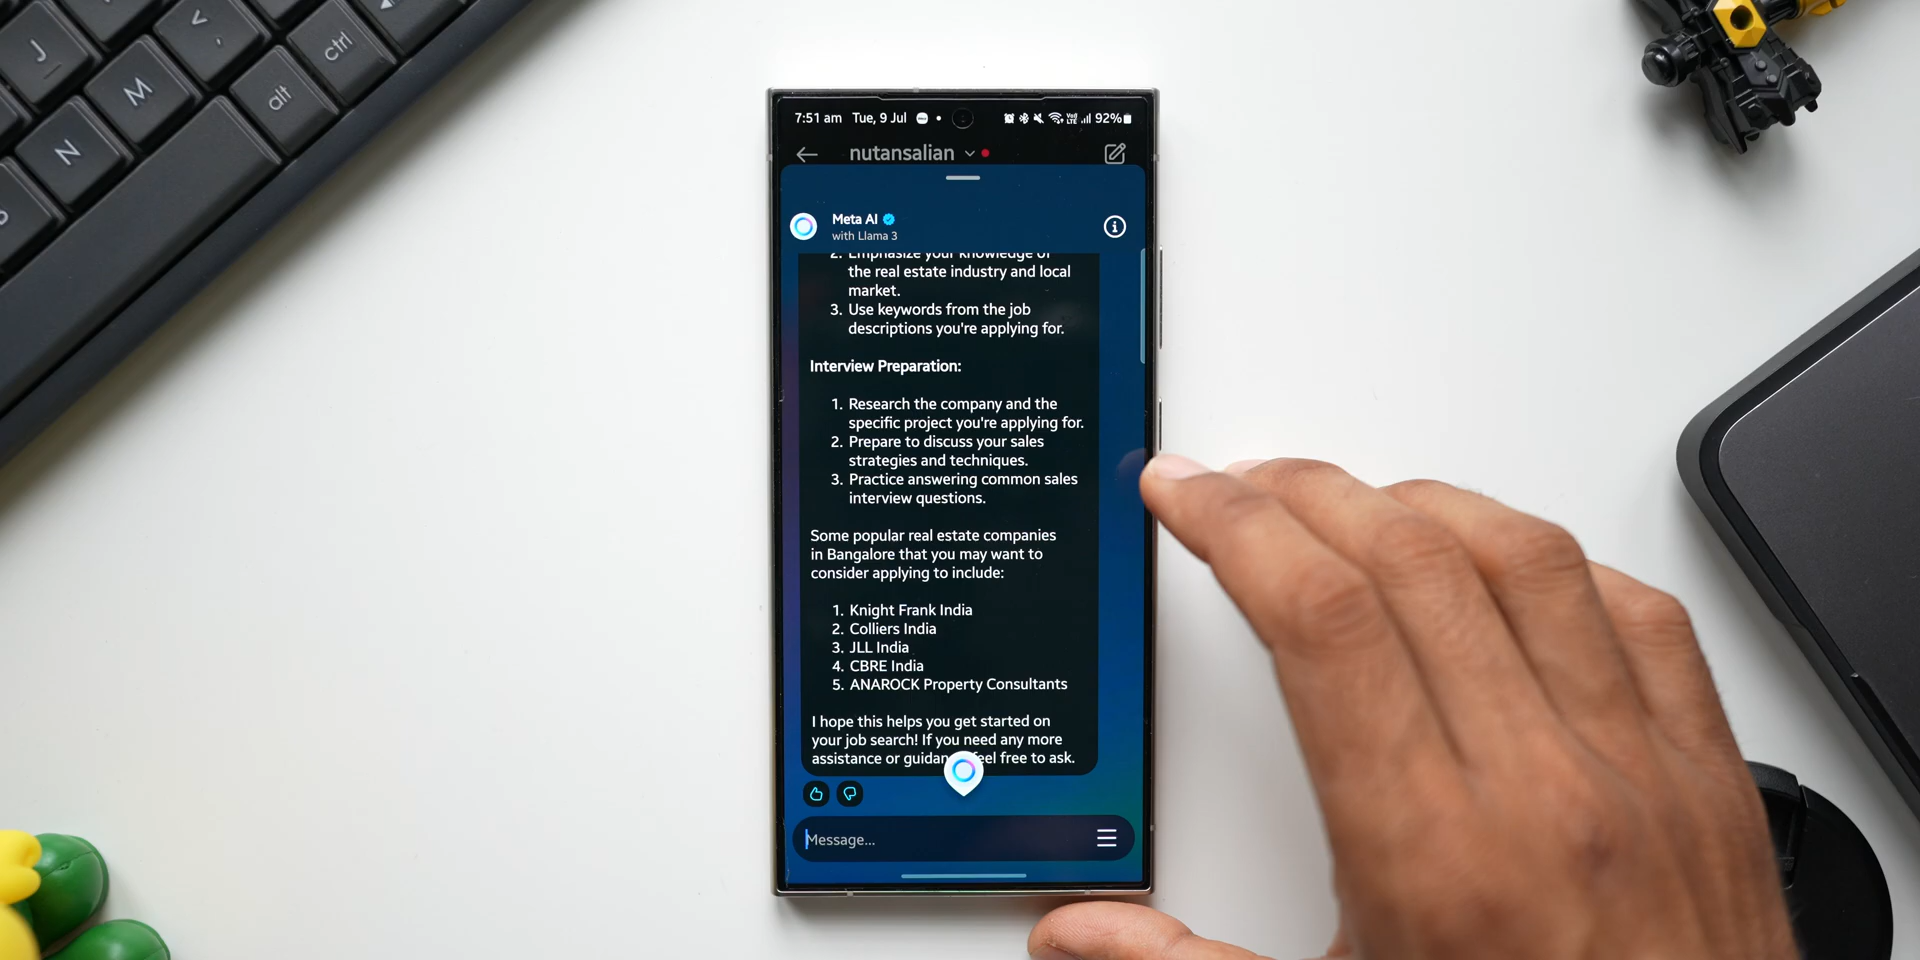 J
M
N
<
,
alt
ctrl
7:51 am Tue, 9 Jul 92%
nutansalian
Meta AI
with Llama 3
2. Emphasize your knowledge of
the real estate industry and local
market.
3. Use keywords from the job
descriptions you're applying for.
Interview Preparation:
1. Research the company and the
specific project you're applying for.
2. Prepare to discuss your sales
strategies and techniques.
3. Practice answering common sales
interview questions.
Some popular real estate companies
in Bangalore that you may want to
consider applying to include:
1. Knight Frank India
2. Colliers India
3. JLL India
4. CBRE India
5. ANAROCK Property Consultants
I hope this helps you get started on
your job search! If you need any more
assistance or feel free to ask.
Message...